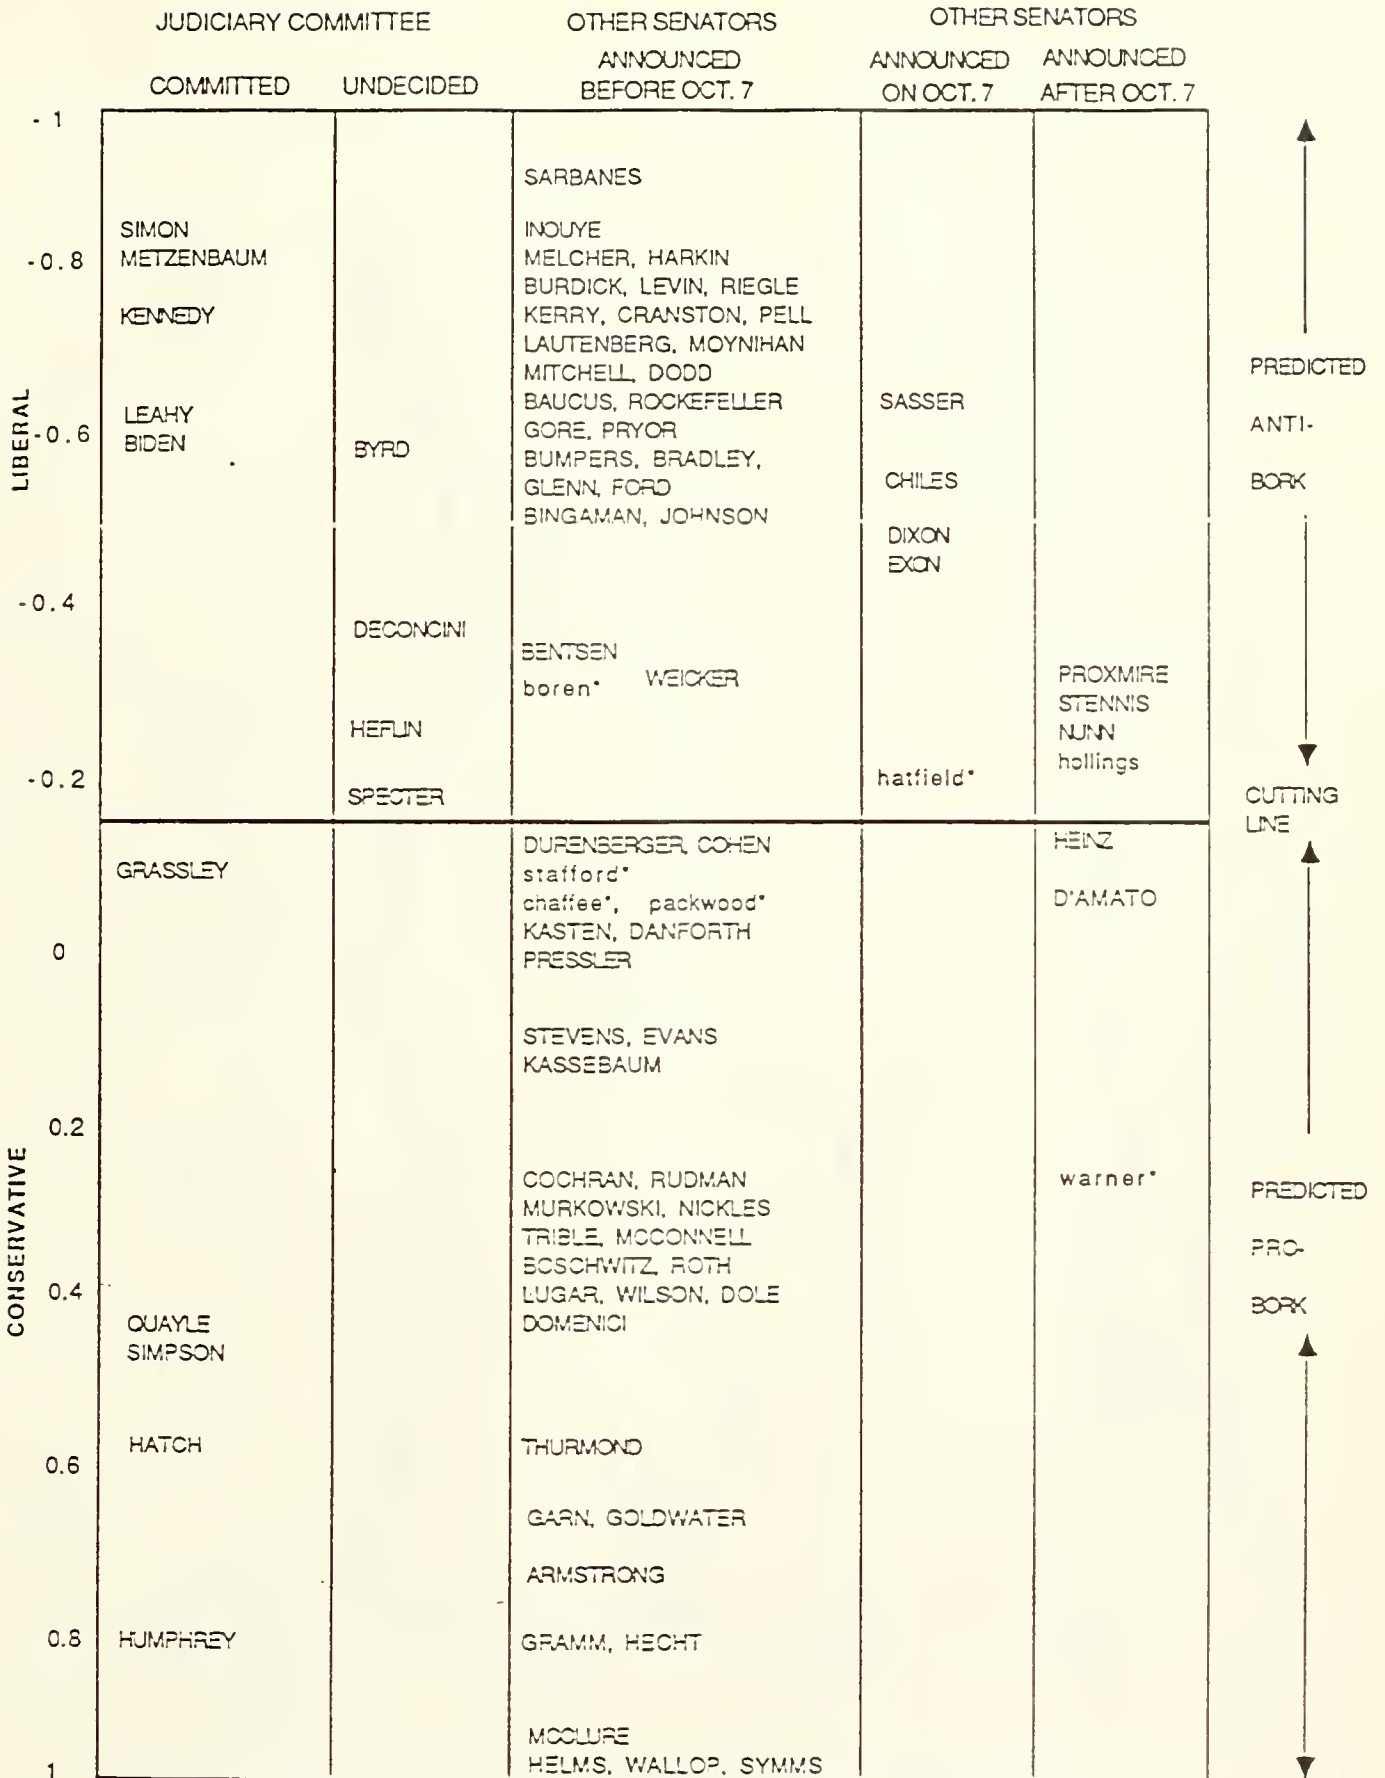 JUDICIARY COMMITTEE OTHER SENATORS OTHER SENATORS
COMMITTED UNDECIDED ANNOUNCED BEFORE OCT. 7 ANNOUNCED ON OCT. 7 ANNOUNCED AFTER OCT. 7
- 1
SARBANES
SIMON INOUYE
-0.8 METZENBAUM MELCHER, HARKIN
BURDICK, LEVIN, RIEGLE
KENNEDY KERRY, CRANSTON, PELL
LAUTENBERG, MOYNIHAN
MITCHELL, DODD PREDICTED
LEAHY BAUCUS, ROCKEFELLER SASSER
LIBERAL
-0.6 BIDEN BYRD GORE, PRYOR ANTI-
BUMPERS, BRADLEY,
GLENN, FORD CHILES BORK
BINGAMAN, JOHNSON
DIXON
EXON
-0.4
DECONCINI
BENTSEN
boren* WEICKER PROXMIRE
STENNIS
HEFLIN NUNN
hollings
-0.2 hatfield*
SPECTER CUTTING
LINE
DURENBERGER, COHEN HEINZ
GRASSLEY stafford*
chaffee*, packwood* D'AMATO
KASTEN, DANFORTH
0 PRESSLER
STEVENS, EVANS
KASSEBAUM
0.2
COCHRAN, RUDMAN warner* PREDICTED
MURKOWSKI, NICKLES
TRIBLE, MCCONNELL PRO-
BOSCHWITZ, ROTH
CONSERVATIVE
0.4 LUGAR, WILSON, DOLE BORK
QUAYLE DOMENICI
SIMPSON
HATCH THURMOND
0.6
GARN, GOLDWATER
ARMSTRONG
0.8 HUMPHREY GRAMM, HECHT
MCCLURE
1 HELMS, WALLOP, SYMMS